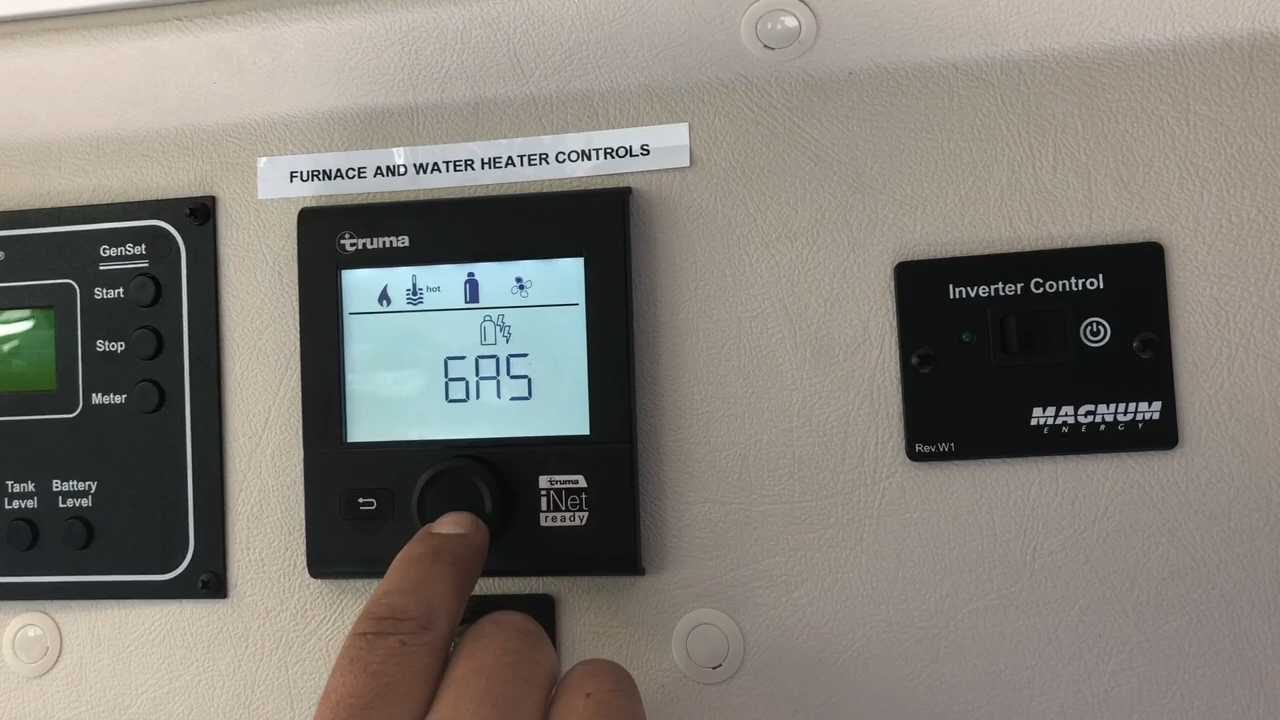 FURNACE AND WATER HEATER CONTROLS
®
GenSet
Start
Stop
Meter
Tank
Level
Battery
Level
truma
hot
GAS
truma
iNet
ready
Inverter Control
MAGNUM
ENERGY
Rev.W1